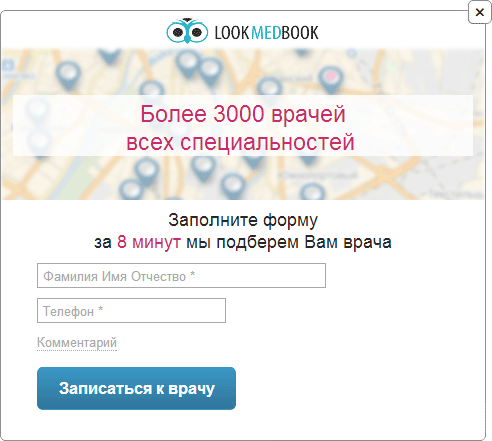 ×
LOOKMEDBOOK
Более 3000 врачей
всех специальностей
Заполните форму
за 8 минут мы подберем Вам врача
Фамилия Имя Отчество *
Телефон *
Комментарий
Записаться к врачу